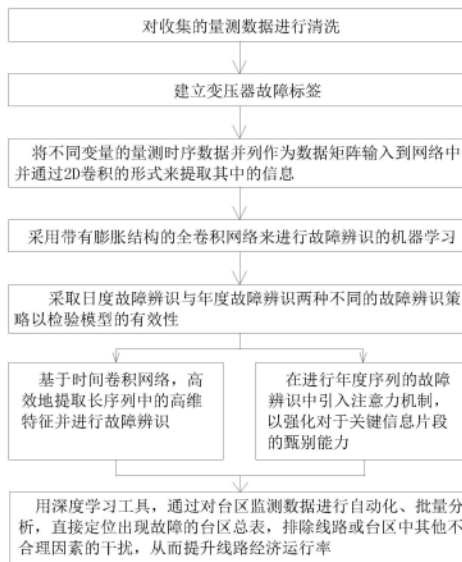 对收集的量测数据进行清洗
建立变压器故障标签
将不同变量的量测时序数据并列作为数据矩阵输入到网络中
并通过2D卷积的形式来提取其中的信息
采用带有膨胀结构的全卷积网络来进行故障辨识的机器学习
采取日度故障辨识与年度故障辨识两种不同的故障辨识策
略以检验模型的有效性
基于时间卷积网络，高
效地提取长序列中的高维
特征并进行故障辨识
在进行年度序列的故障
辨识中引入注意力机制，
以强化对于关键信息片段
的甄别能力
用深度学习工具，通过对台区监测数据进行自动化、批量分
析，直接定位出现故障的台区总表，排除线路或台区中其他不
合理因素的干扰，从而提升线路经济运行率